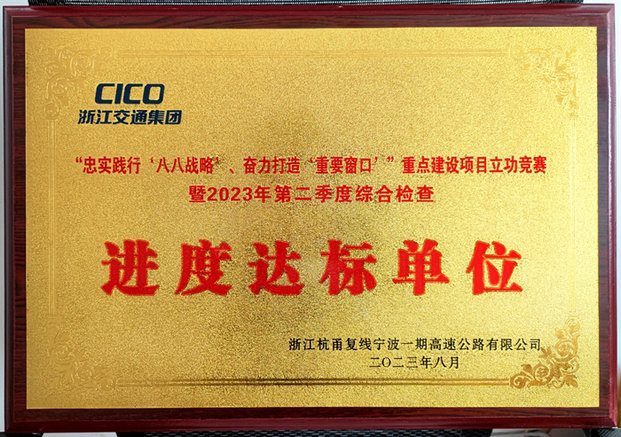 CICO
浙江交通集团
“忠实践行‘八八战略’、奋力打造‘重要窗口’”重点建设项目立功竞赛
暨2023年第二季度综合检查
进度达标单位
浙江杭甬复线宁波一期高速公路有限公司
二〇二三年八月